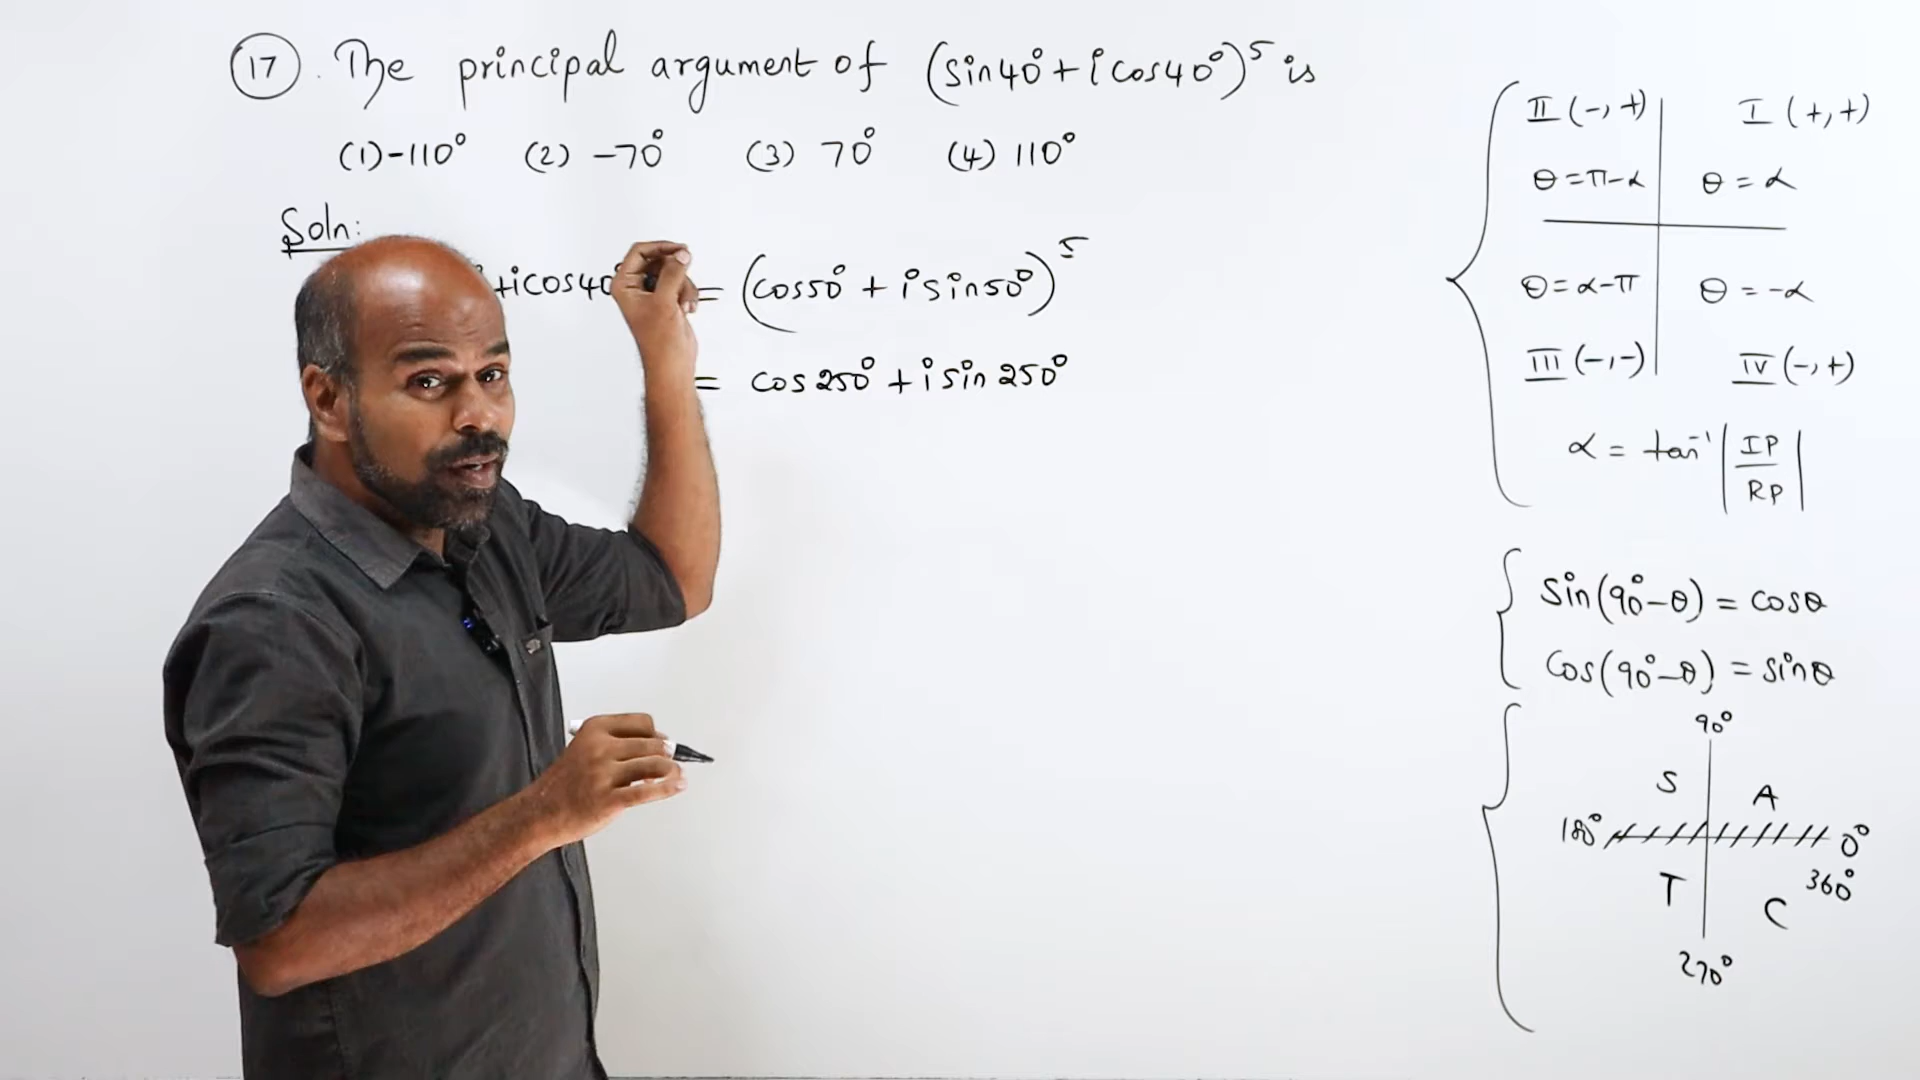 17. The principal argument of (sin40° + i cos40°)^5 is
(1) -110° (2) -70° (3) 70° (4) 110°
Soln:
+icos40° = (cos50° + i sin50°)^5
= cos250° + i sin250°
II (-, +) I (+, +)
θ = π-α θ = α
θ = α-π θ = -α
III (-, -) IV (-, +)
α = tan⁻¹ |IP/RP|
sin(90°-θ) = cosθ
cos(90°-θ) = sinθ
90°
S A
180° 0°
360°
T C
270°